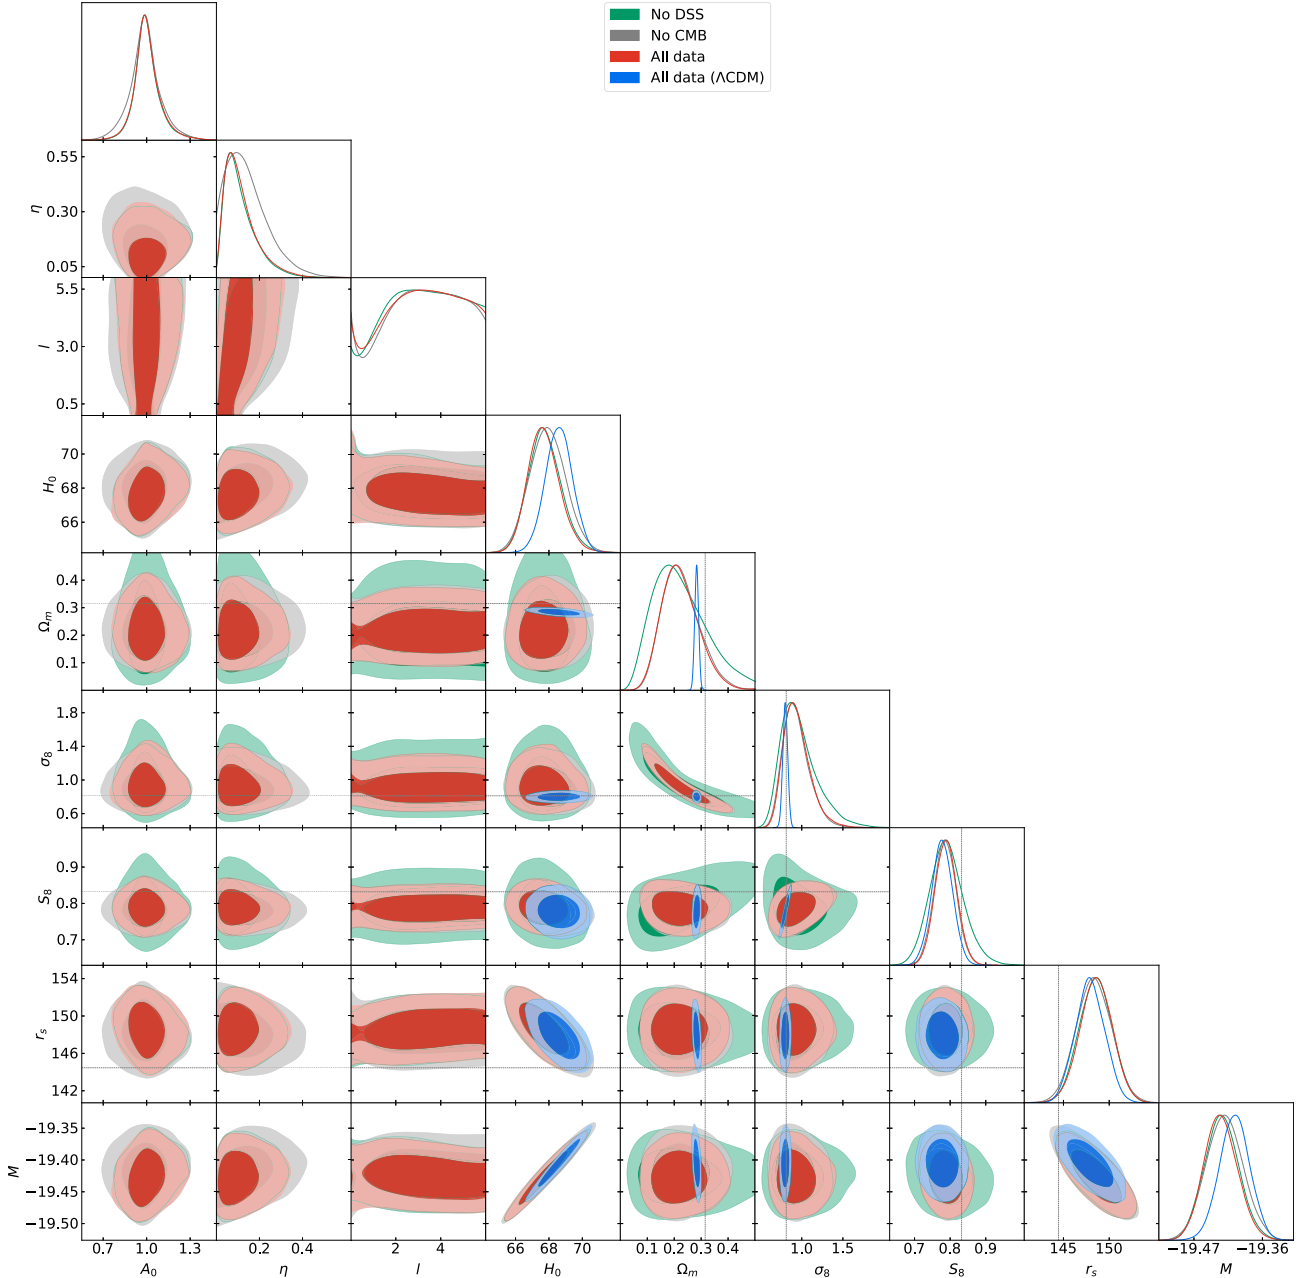 No DSS
No CMB
All data
All data (ΛCDM)
0.55
0.30
0.05
η
5.5
3.0
0.5
l
70
68
66
H₀
0.4
0.3
0.2
0.1
Ωₘ
1.8
1.4
1.0
0.6
σ₈
0.9
0.8
0.7
S₈
154
150
146
142
rₛ
−19.35
−19.40
−19.45
−19.50
M
0.7 1.0 1.3
0.2 0.4
2 4
66 68 70
0.1 0.2 0.3 0.4
1.0 1.5
0.7 0.8 0.9
145 150
−19.47 −19.36
A₀ η l H₀ Ωₘ σ₈ S₈ rₛ M